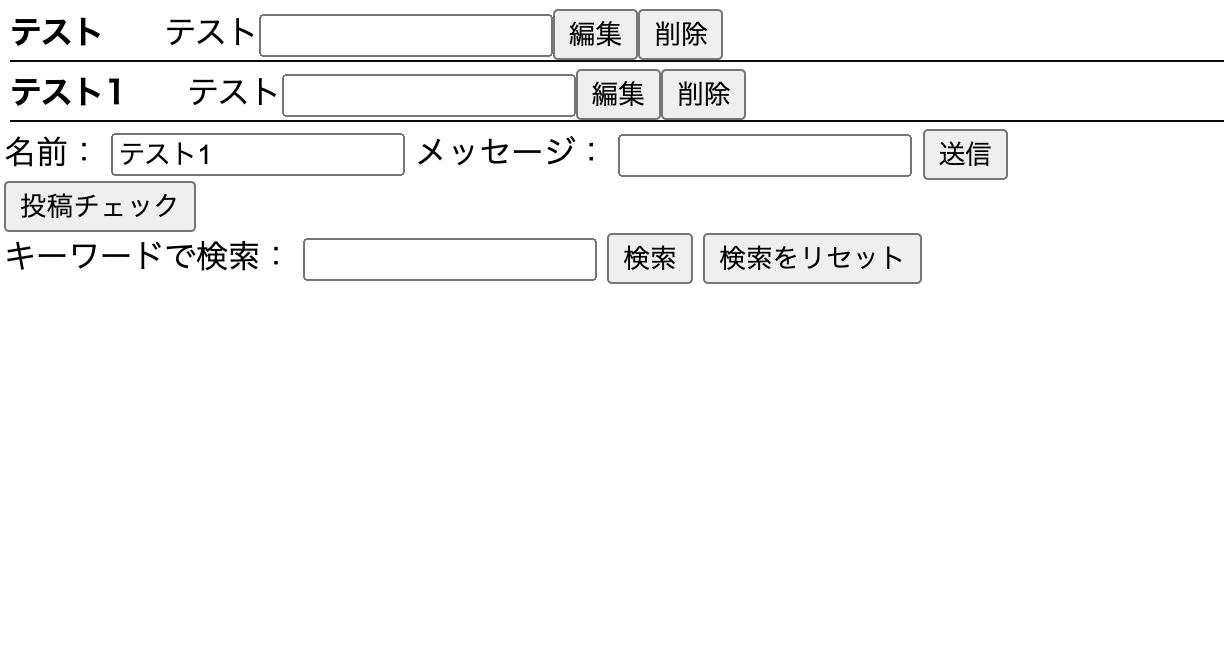 テスト テスト 編集 削除
テスト1 テスト 編集 削除
名前： テスト1 メッセージ： 送信
投稿チェック
キーワードで検索： 検索 検索をリセット